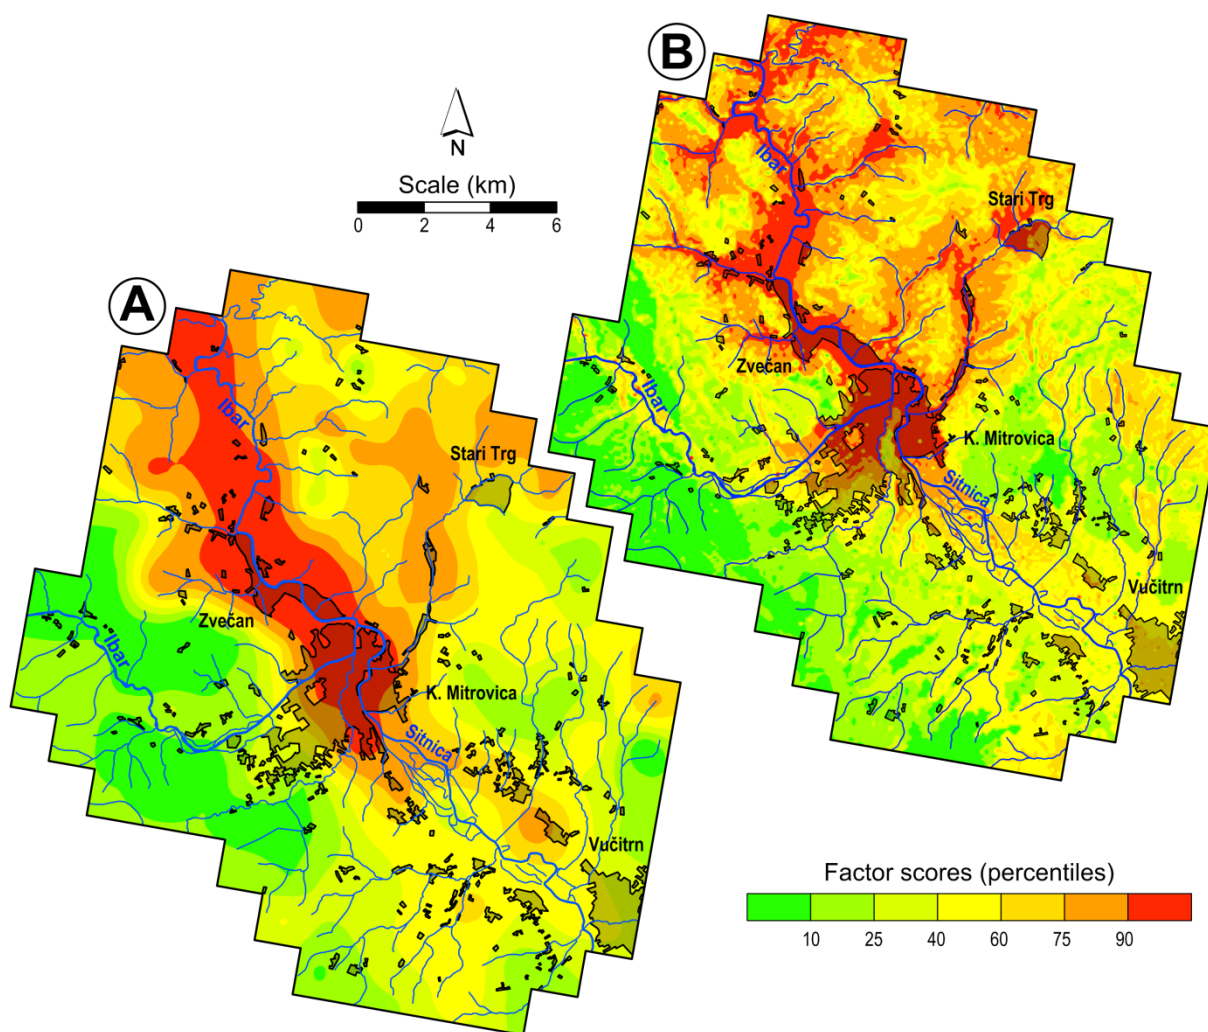 B
N
Scale (km)
0 2 4 6
Ibar
Stari Trg
Zvečan
Ibar
K. Mitrovica
Sitnica
Vučitrn
A
Ibar
Stari Trg
Zvečan
Ibar
K. Mitrovica
Sitnica
Vučitrn
Factor scores (percentiles)
10 25 40 60 75 90